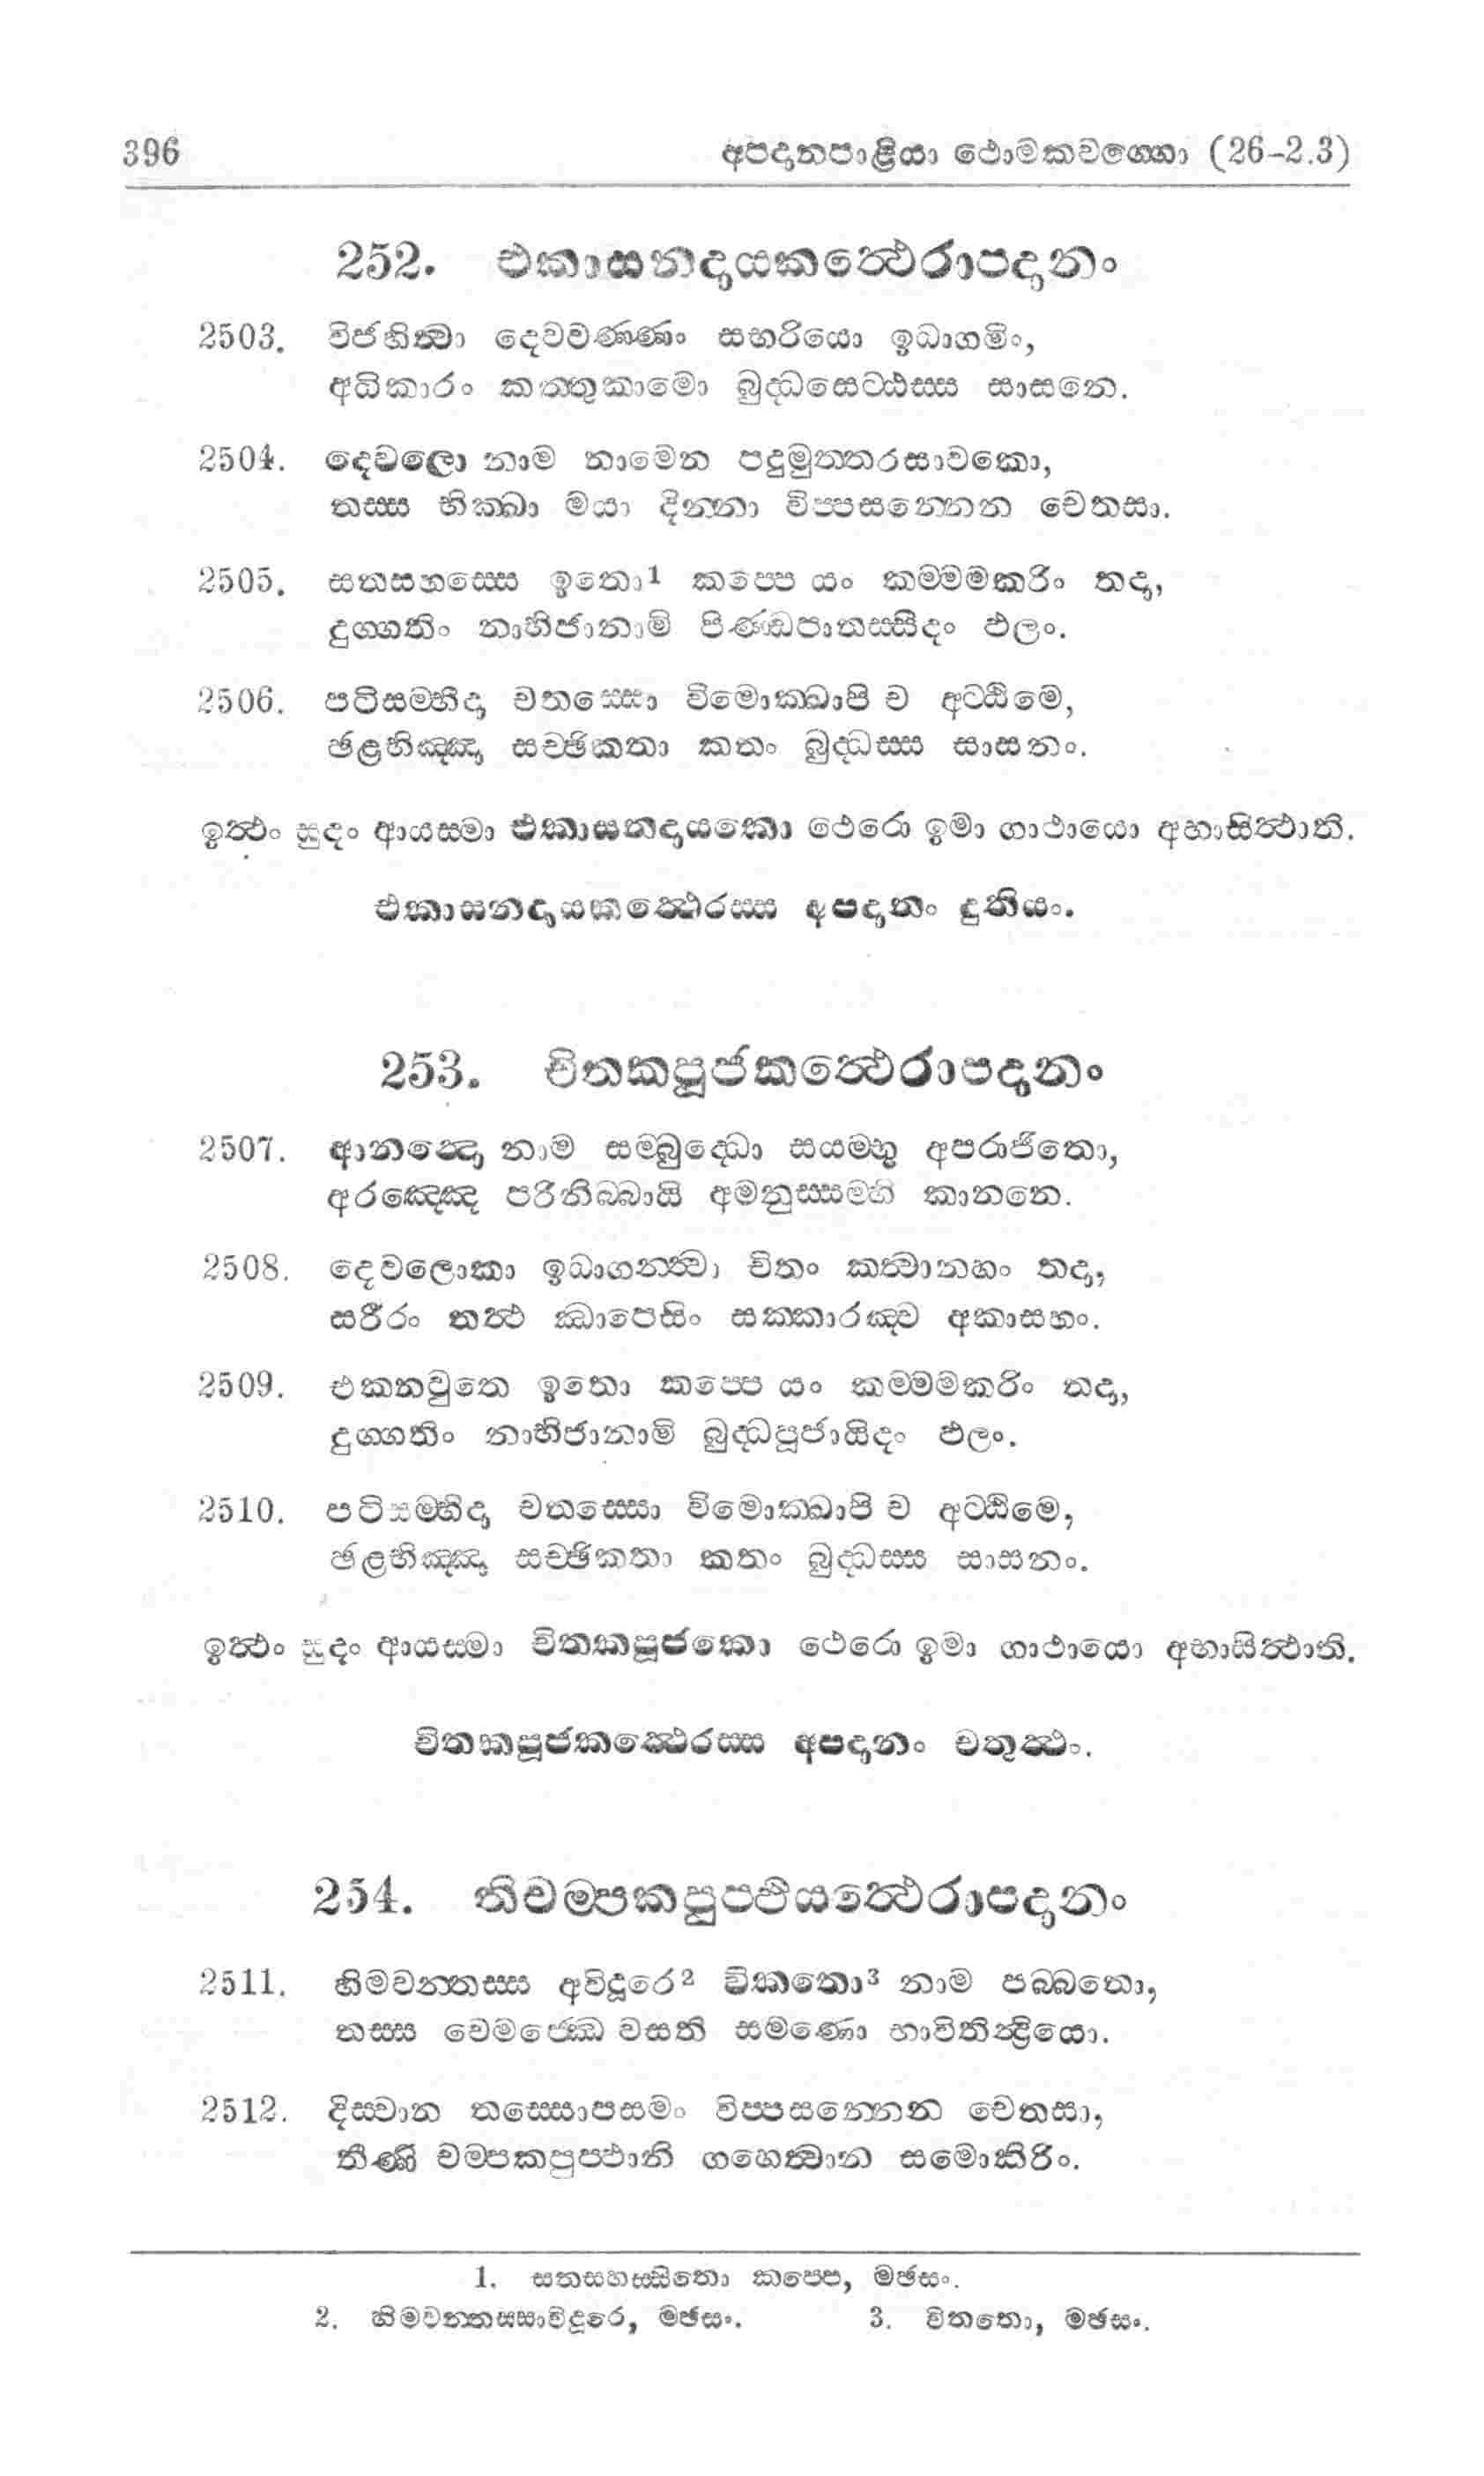 396 අපදානපාළියා ථොමකවග්ගො (26-2.3)
252. එකාසනදායකත්ථෙරාපදානං
2503. විජහිත්වා දෙවවණ්ණං සභරියො ඉධාගමිං,
අධිකාරං කත්තුකාමො බුද්ධසෙට්ඨස්ස සාසනෙ.
2504. දෙවලො නාම නාමෙන පදුමුත්තරසාවකො,
තස්ස භික්ඛා මයා දින්නා විප්පසන්නෙන චෙතසා.
2505. සතසහස්සෙ ඉතො1 කප්පෙ යං කම්මමකරිං තදා,
දුග්ගතිං නාභිජානාමි පිණ්ඩපාතස්සිදං ඵලං.
2506. පටිසම්භිදා චතස්සො විමොක්ඛාපි ච අට්ඨිමෙ,
ඡළභිඤ්ඤා සච්ඡිකතා කතං බුද්ධස්ස සාසනං.
ඉත්ථං සුදං ආයස්මා එකාසනදායකො ථෙරො ඉමා ගාථායො අභාසිත්ථාති.
එකාසනදායකත්ථෙරස්ස අපදානං දුතියං.
253. චිතකපූජකත්ථෙරාපදානං
2507. ආනන්දො නාම සම්බුද්ධො සයම්භූ අපරාජිතො,
අරඤ්ඤෙ පරිනිබ්බායි අමනුස්සම්හි කානනෙ.
2508. දෙවලොකා ඉධාගන්ත්වා චිතං කත්වානහං තදා,
සරීරං තත්ථ ඣාපෙසිං සක්කාරඤ්ච අකාසහං.
2509. එකනවුතෙ ඉතො කප්පෙ යං කම්මමකරිං තදා,
දුග්ගතිං නාභිජානාමි බුද්ධපූජායිදං ඵලං.
2510. පටිසම්භිදා චතස්සො විමොක්ඛාපි ච අට්ඨිමෙ,
ඡළභිඤ්ඤා සච්ඡිකතා කතං බුද්ධස්ස සාසනං.
ඉත්ථං සුදං ආයස්මා චිතකපූජකො ථෙරො ඉමා ගාථායො අභාසිත්ථාති.
චිතකපූජකත්ථෙරස්ස අපදානං චතුත්ථං.
254. තිචම්පකපුප්ඵියත්ථෙරාපදානං
2511. හිමවන්තස්ස අවිදූරෙ2 විකතො3 නාම පබ්බතො,
තස්ස වෙමජ්ඣෙ වසති සමණො භාවිතින්ද්‍රියො.
2512. දිස්වාන තස්සොපසමං විප්පසන්නෙන චෙතසා,
තීණි චම්පකපුප්ඵානි ගහෙත්වාන සමොකිරිං.
1. සතසහස්සිතො කප්පෙ, මඡසං.
2. හිමවන්තස්සාවිදූරෙ, මඡසං. 3. විනතො, මඡසං.